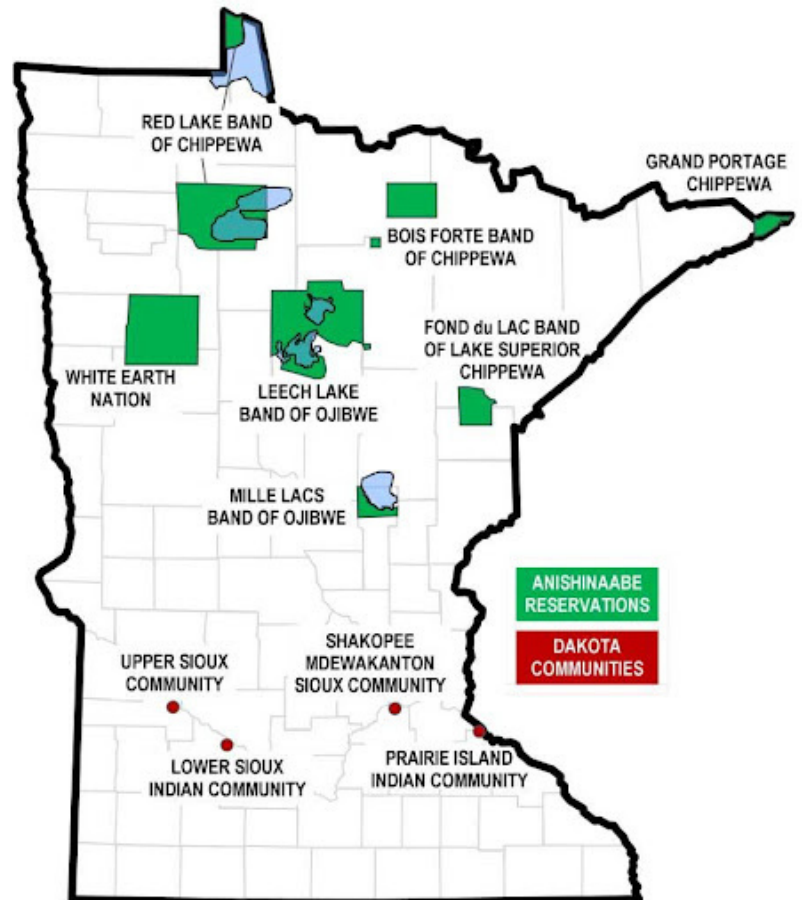 RED LAKE BAND
OF CHIPPEWA
GRAND PORTAGE
CHIPPEWA
BOIS FORTE BAND
OF CHIPPEWA
FOND du LAC BAND
OF LAKE SUPERIOR
CHIPPEWA
WHITE EARTH
NATION
LEECH LAKE
BAND OF OJIBWE
MILLE LACS
BAND OF OJIBWE
ANISHINAABE
RESERVATIONS
DAKOTA
COMMUNITIES
UPPER SIOUX
COMMUNITY
SHAKOPEE
MDEWAKANTON
SIOUX COMMUNITY
LOWER SIOUX
INDIAN COMMUNITY
PRAIRIE ISLAND
INDIAN COMMUNITY